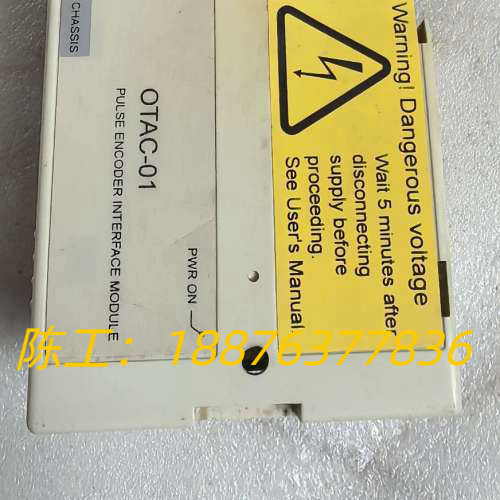 CHASSIS
OTAC-01
PULSE ENCODER INTERFACE MODULE
PWR ON
Warning! Dangerous voltage
Wait 5 minutes after
disconnecting
supply before
proceeding.
See User's Manual
陈工：18876377836